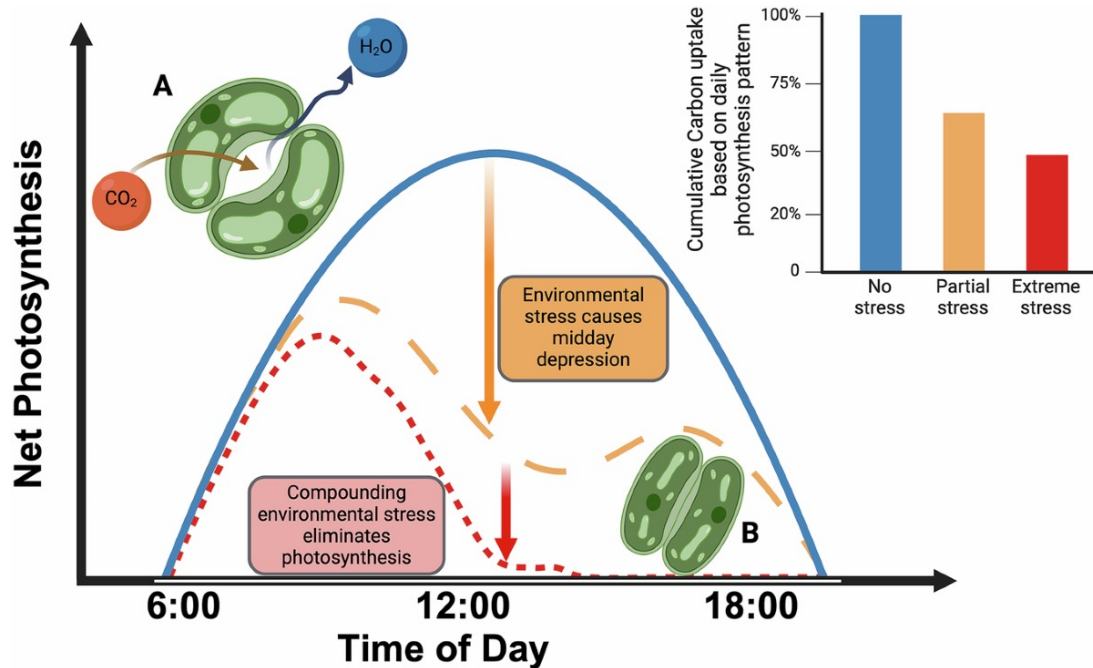 A
H₂O
CO₂
Net Photosynthesis
Environmental
stress causes
midday
depression
Compounding
environmental stress
eliminates
photosynthesis
B
6:00
12:00
18:00
Time of Day
Cumulative Carbon uptake
based on daily
photosynthesis pattern
100%
75%
50%
20%
0
No
stress
Partial
stress
Extreme
stress